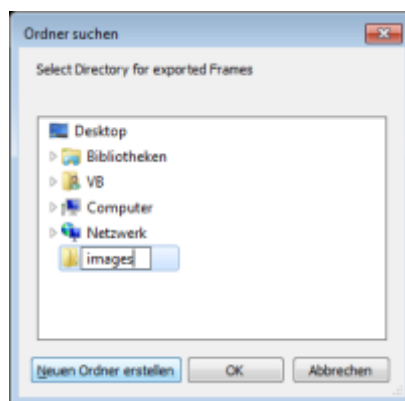 Ordner suchen
Select Directory for exported Frames
Desktop
Bibliotheken
VB
Computer
Netzwerk
images
Neuen Ordner erstellen OK Abbrechen